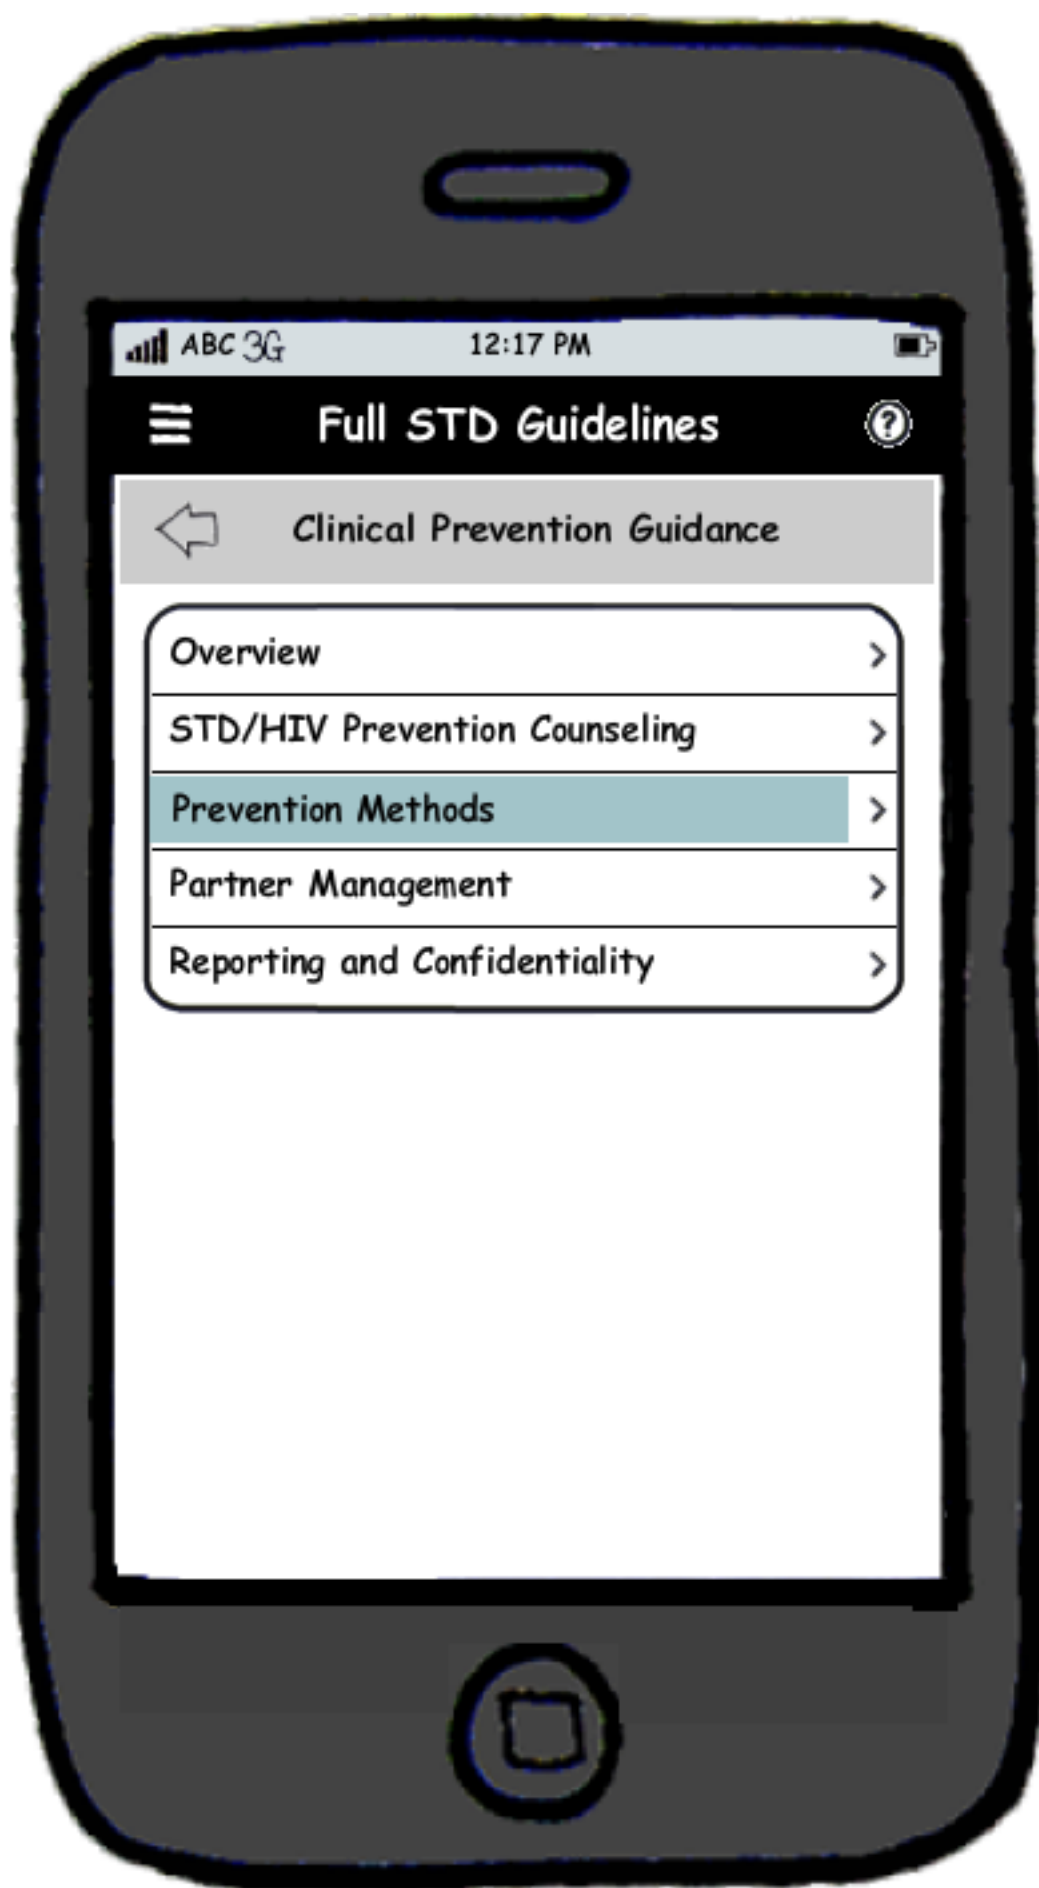 ABC 3G 12:17 PM
Full STD Guidelines ?
Clinical Prevention Guidance
Overview
STD/HIV Prevention Counseling
Prevention Methods
Partner Management
Reporting and Confidentiality